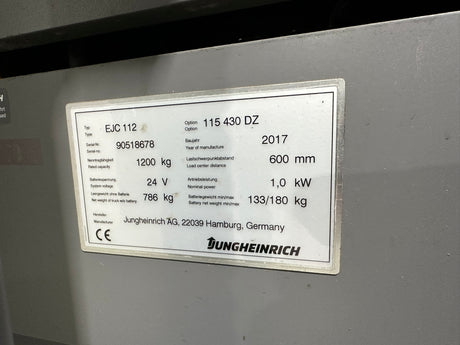 Typ EJC 112 Option 115 430 DZ
Type Option
Serial-Nr. 90518678 Baujahr 2017
Serial-no. Year of manufacture
Nenntragfähigkeit 1200 kg Lastschwerpunktabstand 600 mm
Rated capacity Load center distance
Batteriespannung 24 V Antriebsleistung 1,0 kW
System voltage Nominal power
Leergewicht ohne Batterie 786 kg Batteriegewicht min/max 133/180 kg
Net weight of truck w/o battery Battery net weight min/max
Hersteller Jungheinrich AG, 22039 Hamburg, Germany
Manufacturer
CE JUNGHEINRICH